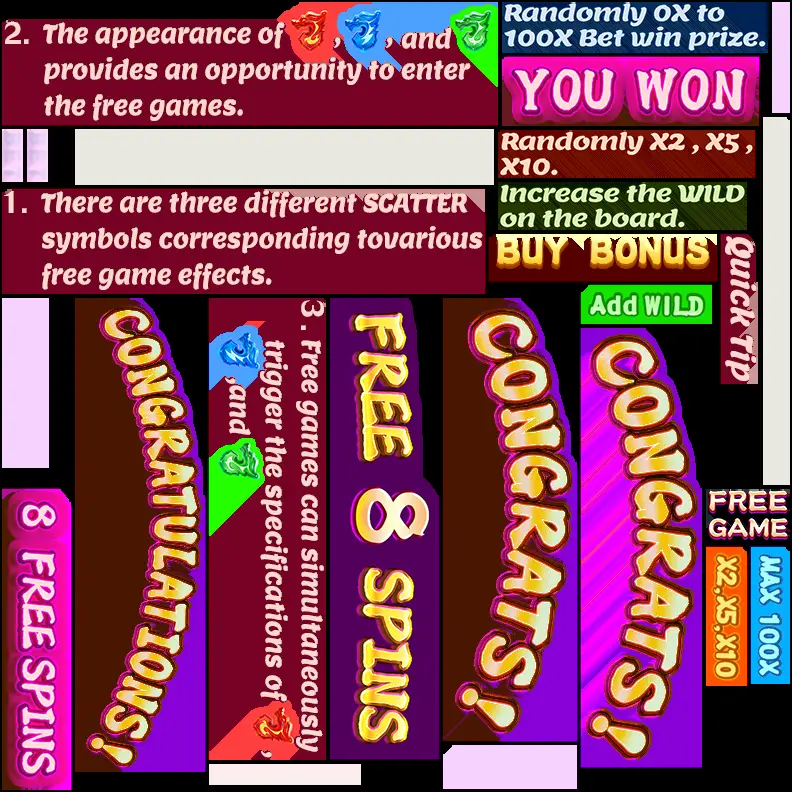 2. The appearance of , , and
provides an opportunity to enter
the free games.
Randomly 0X to
100X Bet win prize.
YOU WON
Randomly X2 , X5 ,
X10.
1. There are three different SCATTER
symbols corresponding tovarious
free game effects.
Increase the WILD
on the board.
BUY BONUS
Quick Tip
Add WILD
CONGRATULATIONS!
3. Free games can simultaneously
trigger the specifications of ,
,and
FREE 8 SPINS
CONGRATS!
CONGRATS!
8 FREE SPINS
FREE
GAME
X2,X5,X10
MAX 100X